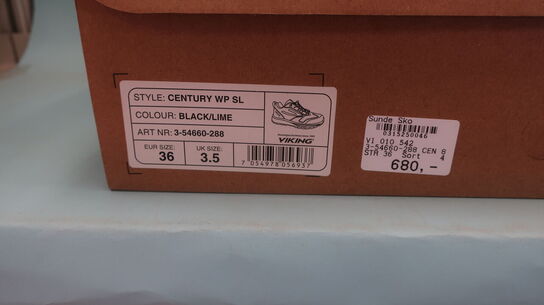 STYLE: CENTURY WP SL
COLOUR: BLACK/LIME
ART NR: 3-54660-288
VIKING
EUR SIZE:
36
UK SIZE:
3.5
7 054978 056937
Sunde Sko
0315250046
VI 010 542
3-54660-288 CEN 6
STR 36 Sort 4
680,-